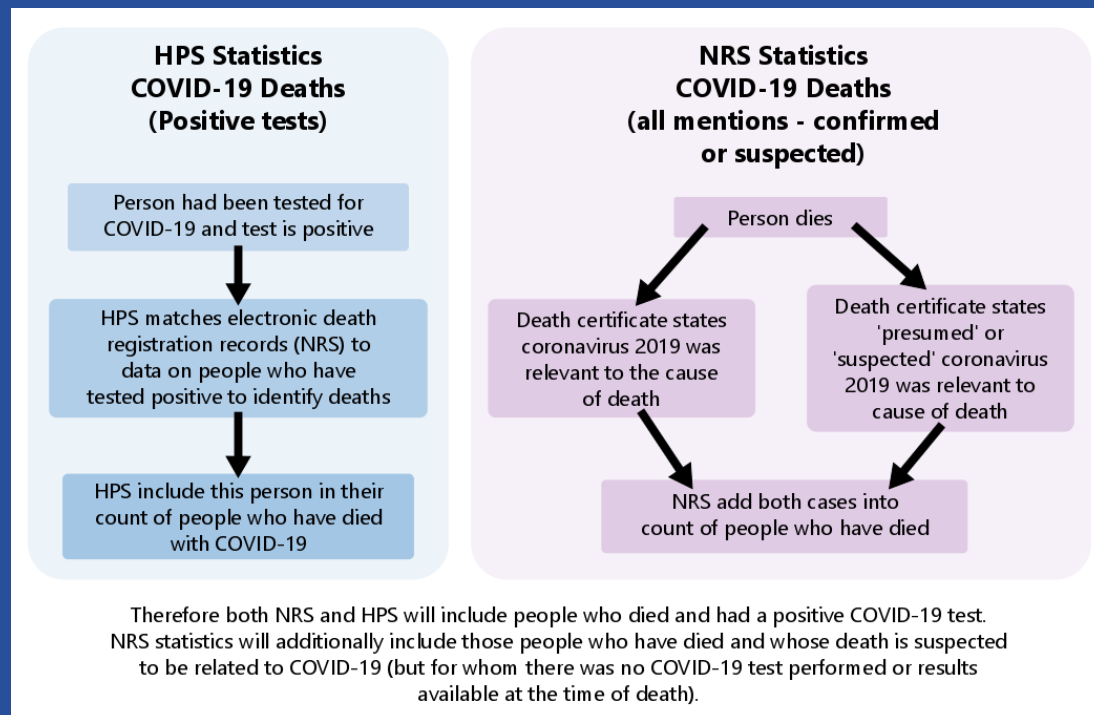 HPS Statistics
COVID-19 Deaths
(Positive tests)
Person had been tested for
COVID-19 and test is positive
HPS matches electronic death
registration records (NRS) to
data on people who have
tested positive to identify deaths
HPS include this person in their
count of people who have died
with COVID-19
NRS Statistics
COVID-19 Deaths
(all mentions - confirmed
or suspected)
Person dies
Death certificate states
coronavirus 2019 was
relevant to the cause
of death
Death certificate states
'presumed' or
'suspected' coronavirus
2019 was relevant to
cause of death
NRS add both cases into
count of people who have died
Therefore both NRS and HPS will include people who died and had a positive COVID-19 test.
NRS statistics will additionally include those people who have died and whose death is suspected
to be related to COVID-19 (but for whom there was no COVID-19 test performed or results
available at the time of death).